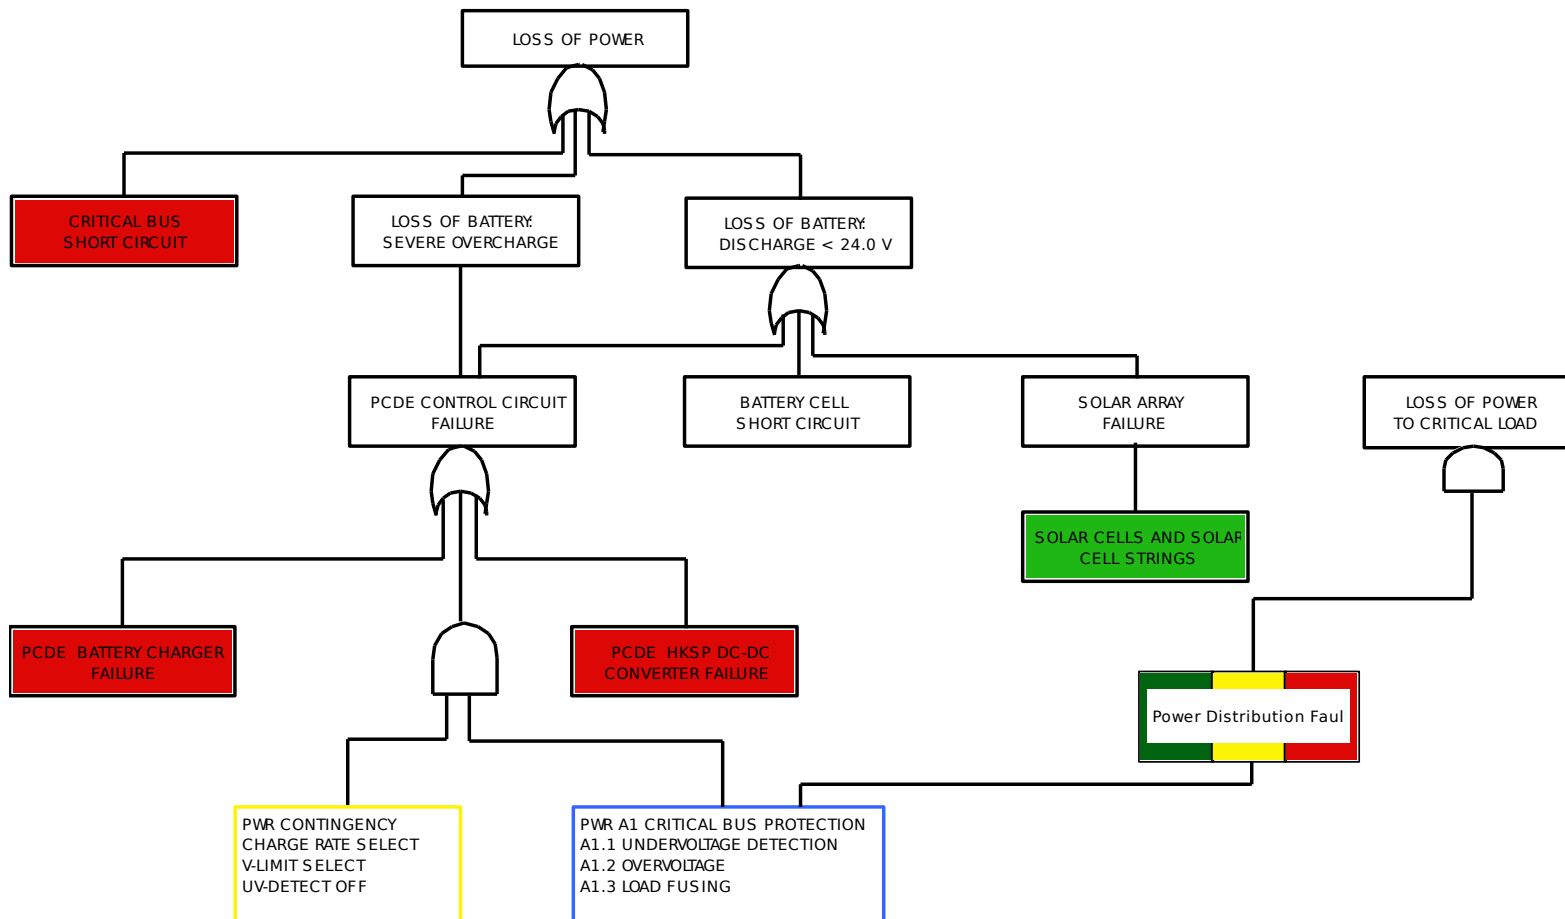 LOSS OF POWER
CRITICAL BUS
SHORT CIRCUIT
LOSS OF BATTERY:
SEVERE OVERCHARGE
LOSS OF BATTERY:
DISCHARGE < 24.0 V
PCDE CONTROL CIRCUIT
FAILURE
BATTERY CELL
SHORT CIRCUIT
SOLAR ARRAY
FAILURE
LOSS OF POWER
TO CRITICAL LOAD
SOLAR CELLS AND SOLAR
CELL STRINGS
PCDE BATTERY CHARGER
FAILURE
PCDE HKSP DC-DC
CONVERTER FAILURE
Power Distribution Faul
PWR CONTINGENCY
CHARGE RATE SELECT
V-LIMIT SELECT
UV-DETECT OFF
PWR A1 CRITICAL BUS PROTECTION
A1.1 UNDERVOLTAGE DETECTION
A1.2 OVERVOLTAGE
A1.3 LOAD FUSING